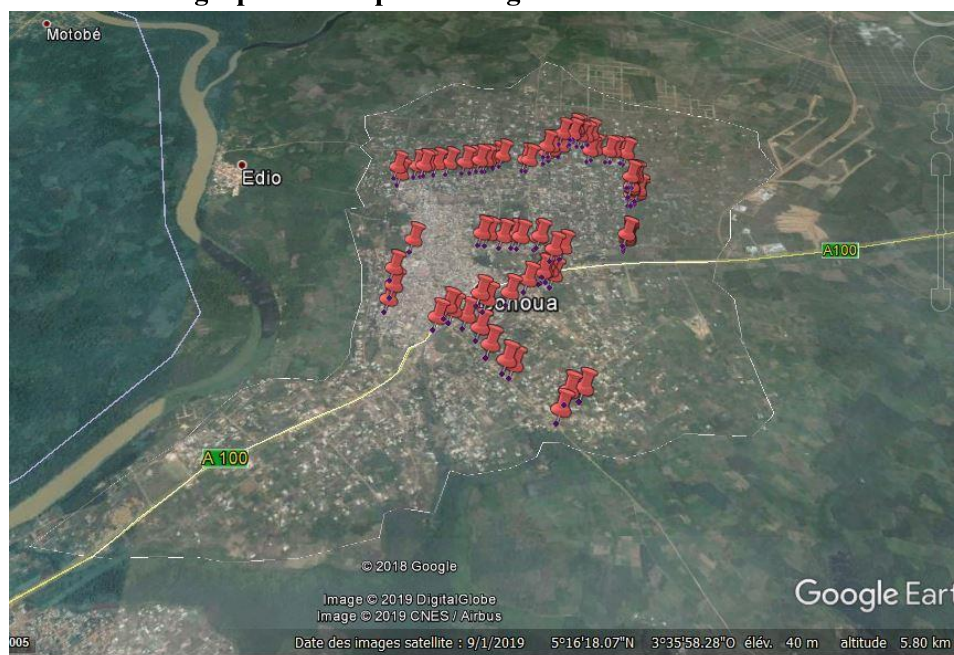 Motobé
Edio
A100
noua
A 100
© 2018 Google
Image © 2019 DigitalGlobe
Image © 2019 CNES / Airbus
Google Eart
005
Date des images satellite : 9/1/2019 5°16'18.07"N 3°35'58.28"O élév. 40 m altitude 5.80 km